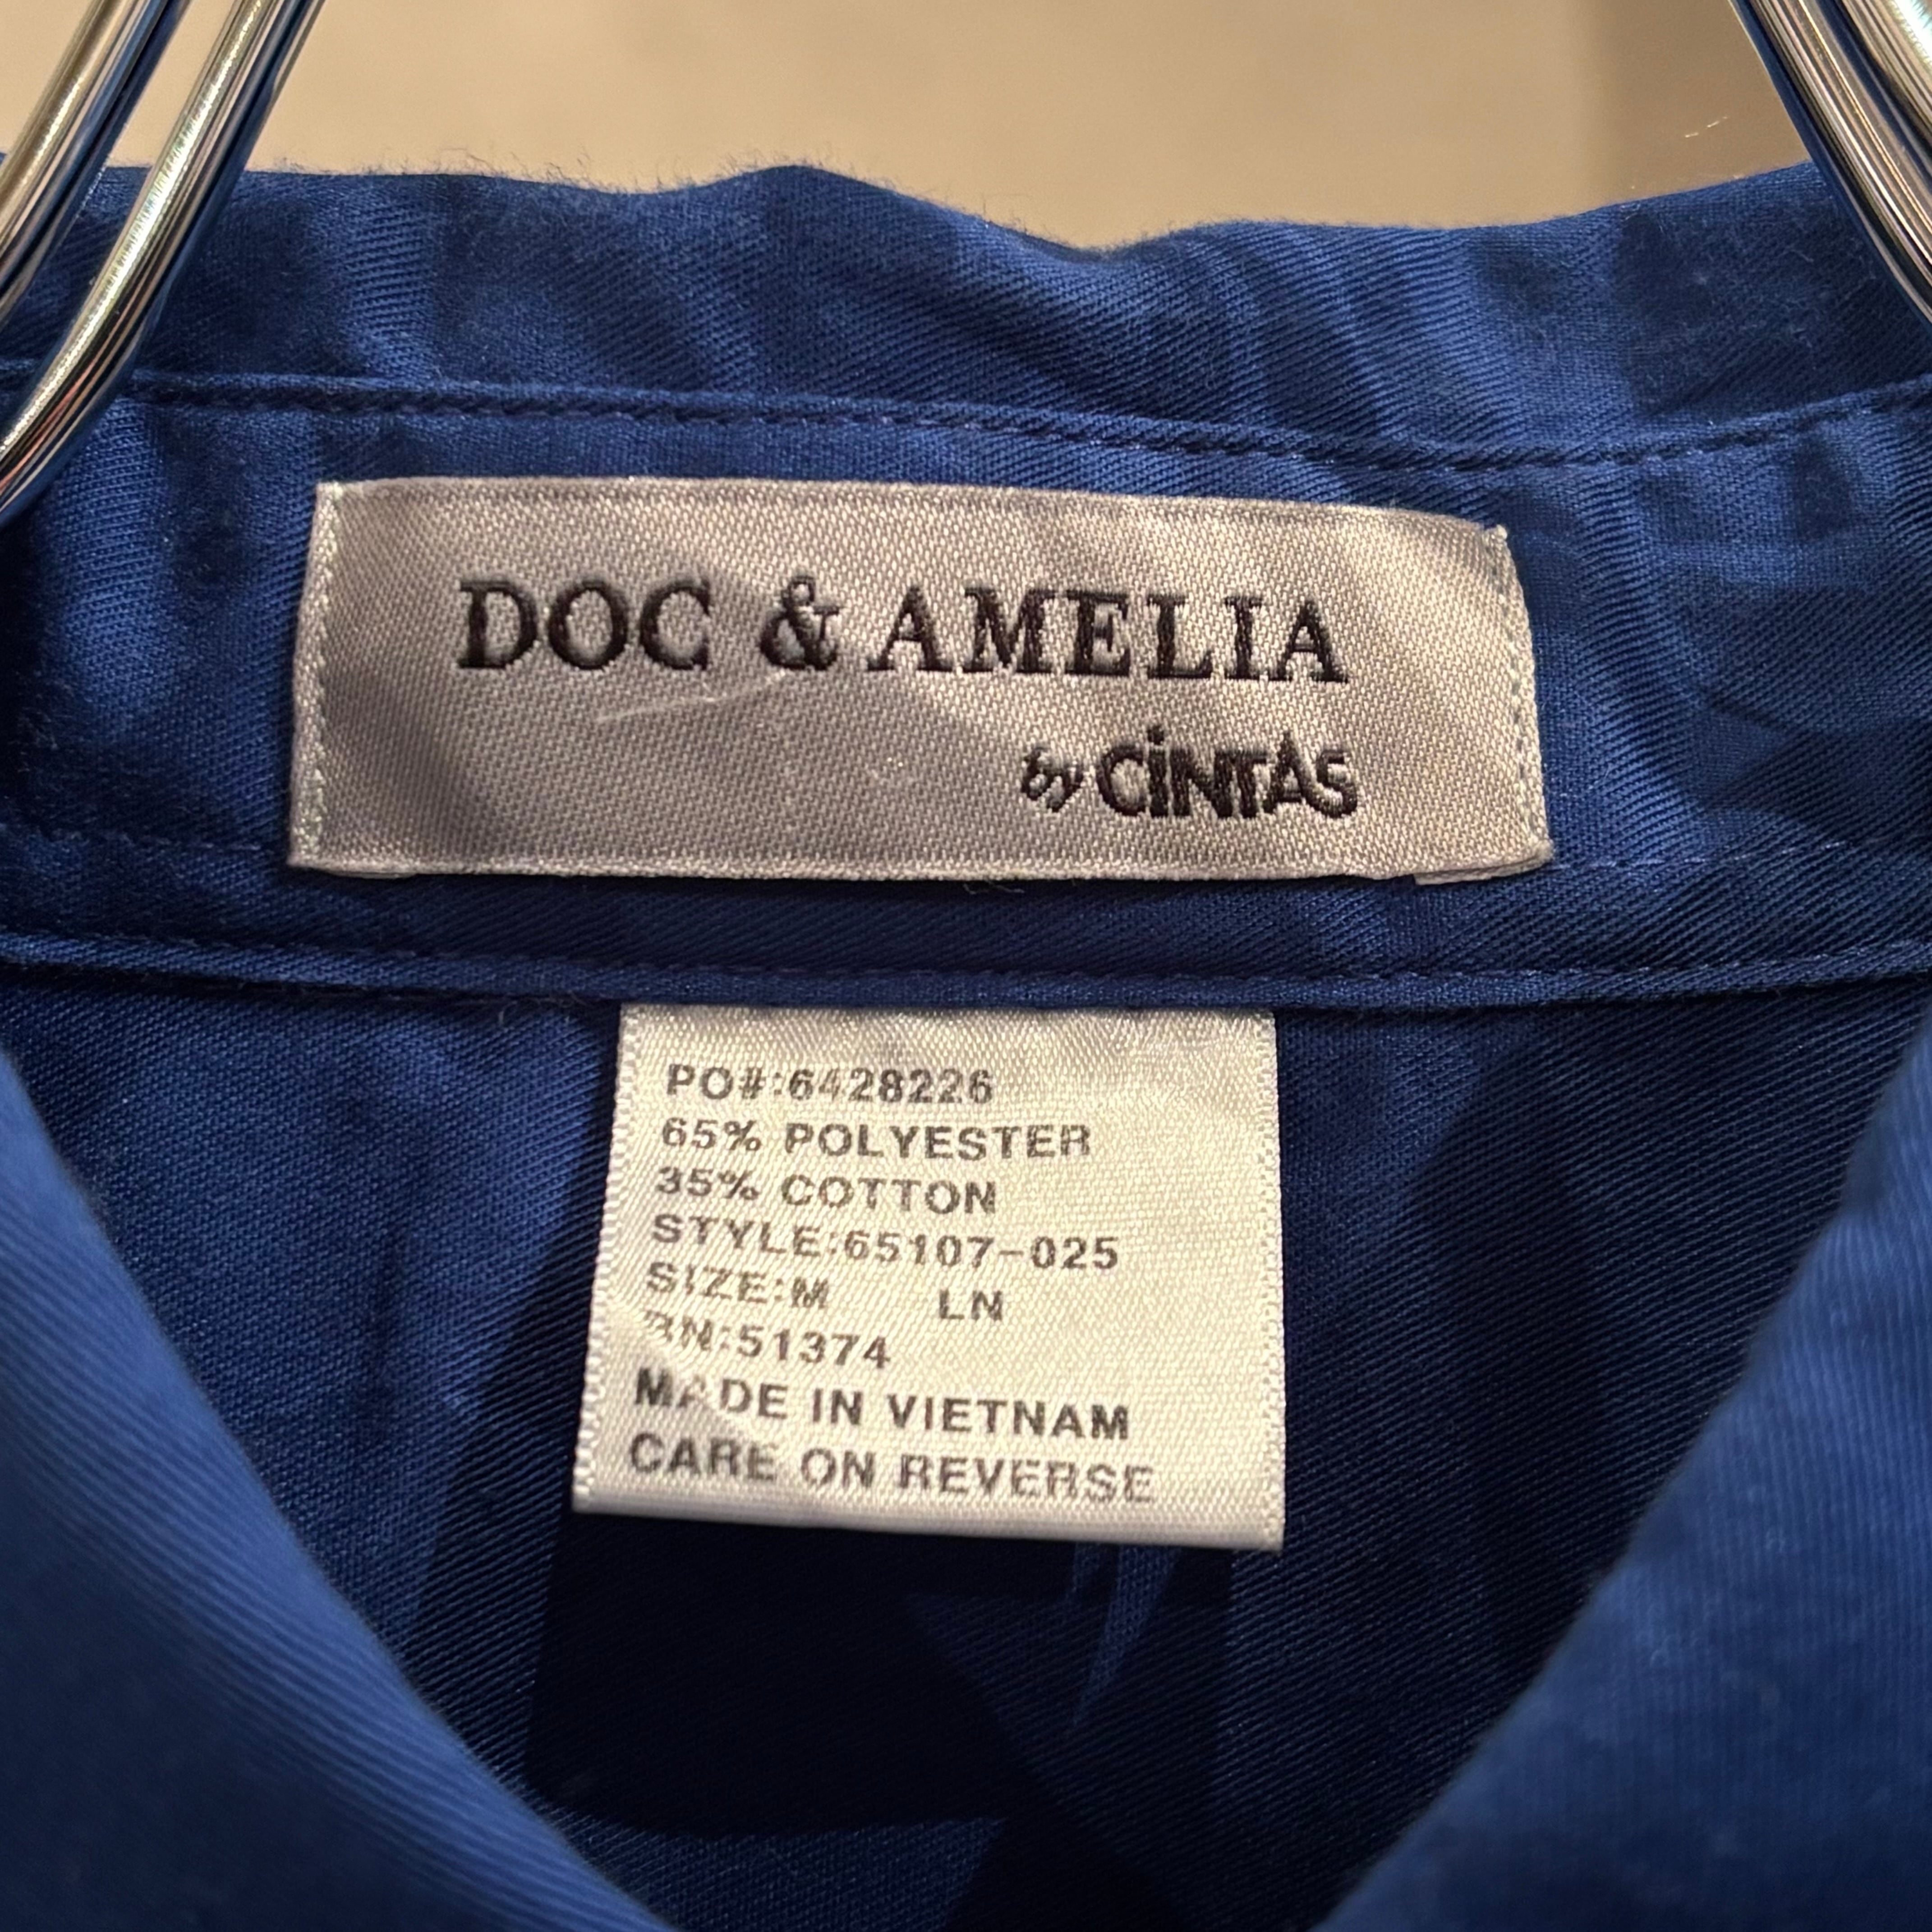 DOC & AMELIA
by CiNTAS
PO#:6428226
65% POLYESTER
35% COTTON
STYLE:65107-025
SIZE:M LN
RN:51374
MADE IN VIETNAM
CARE ON REVERSE